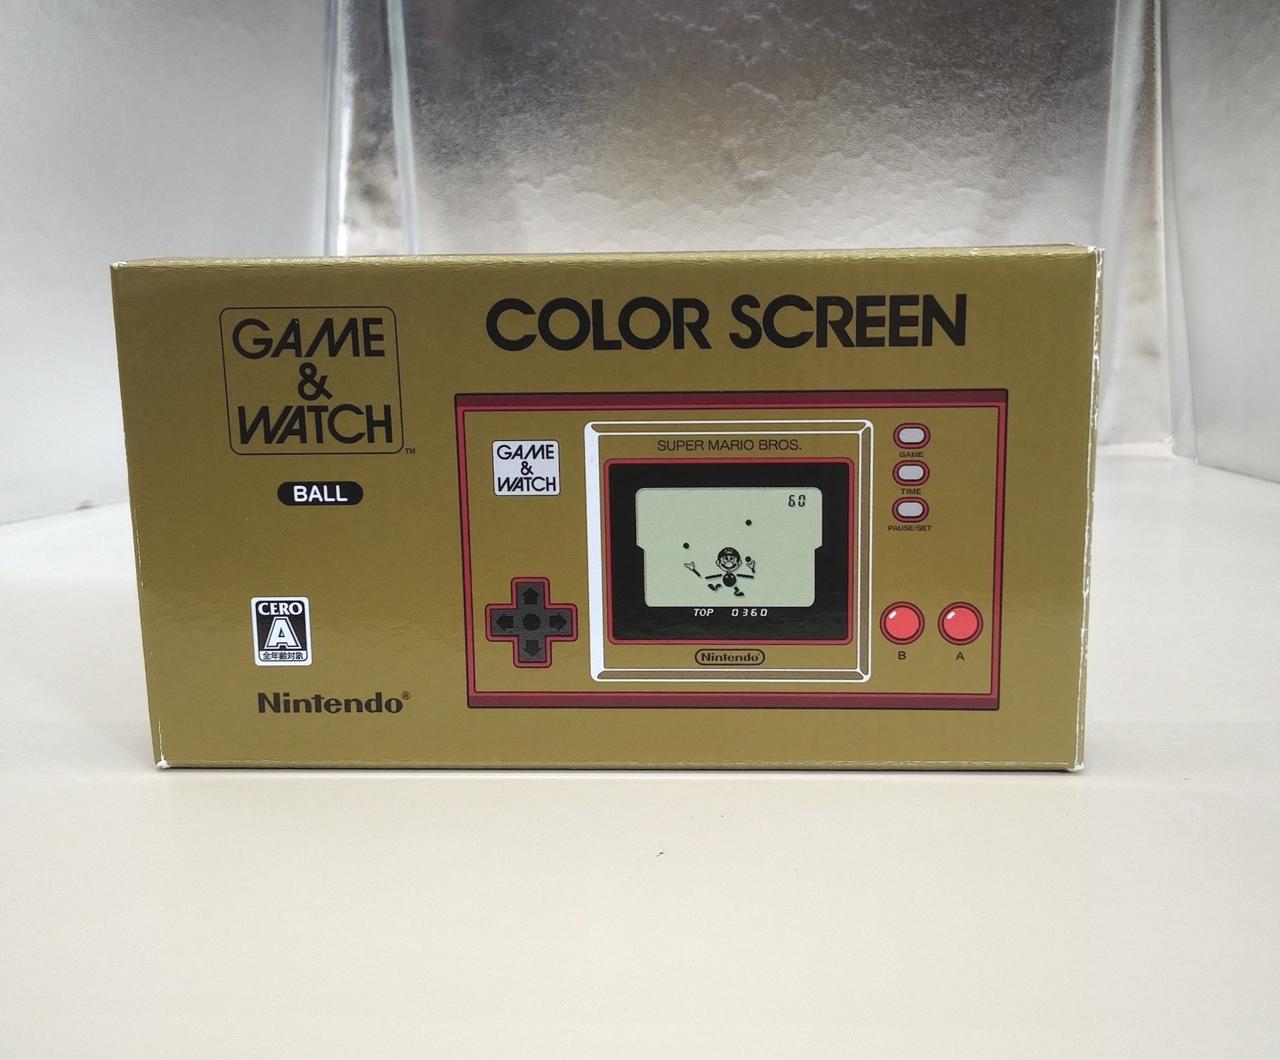 COLOR SCREEN
GAME
&
WATCH
TM
BALL
CERO
A
全年齢対象
Nintendo®
GAME
&
WATCH
SUPER MARIO BROS.
60
TOP 0360
Nintendo®
GAME
TIME
PAUSE/SET
B
A